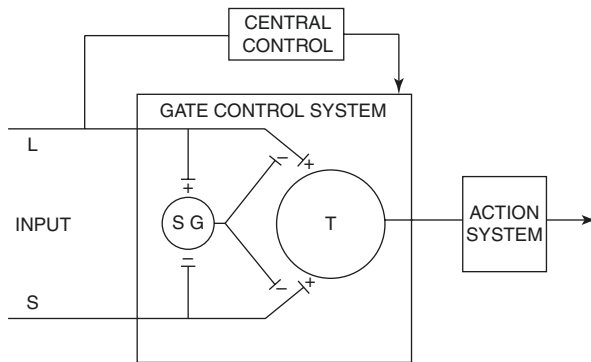 CENTRAL
CONTROL
GATE CONTROL SYSTEM
L
+
−
+
INPUT
S G
T
ACTION
SYSTEM
−
−
+
S